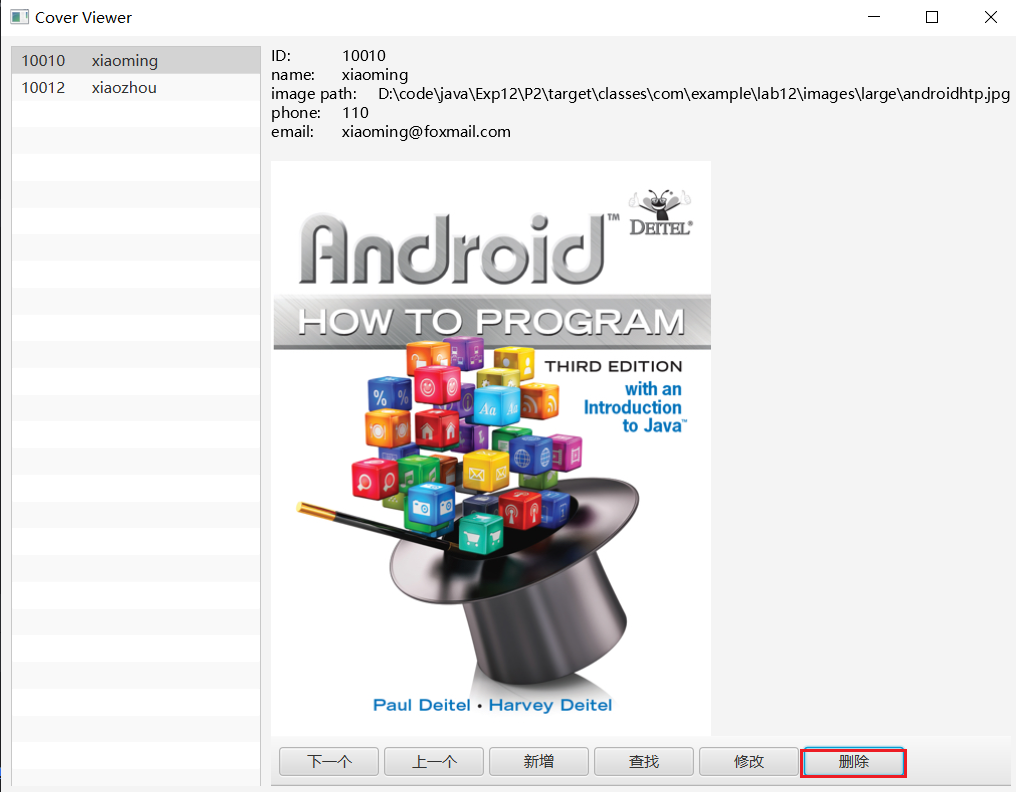 Cover Viewer
10010 xiaoming
10012 xiaozhou
ID: 10010
name: xiaoming
image path: D:\code\java\Exp12\P2\target\classes\com\example\lab12\images\large\androidhtp.jpg
phone: 110
email: xiaoming@foxmail.com
DEITEL®
Android™
HOW TO PROGRAM
THIRD EDITION
with an
Introduction
to Java™
%
%
Aa
Aa
Paul Deitel • Harvey Deitel
下一个 上一个 新增 查找 修改 删除